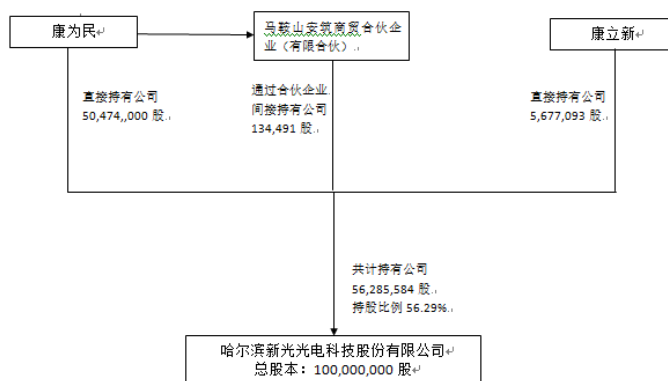 康为民
马鞍山安筑商贸合伙企
业（有限合伙）
康立新
直接持有公司
50,474,,000 股
通过合伙企业
间接持有公司
134,491 股
直接持有公司
5,677,093 股
共计持有公司
56,285,584 股
持股比例 56.29%
哈尔滨新光光电科技股份有限公司
总股本：100,000,000 股